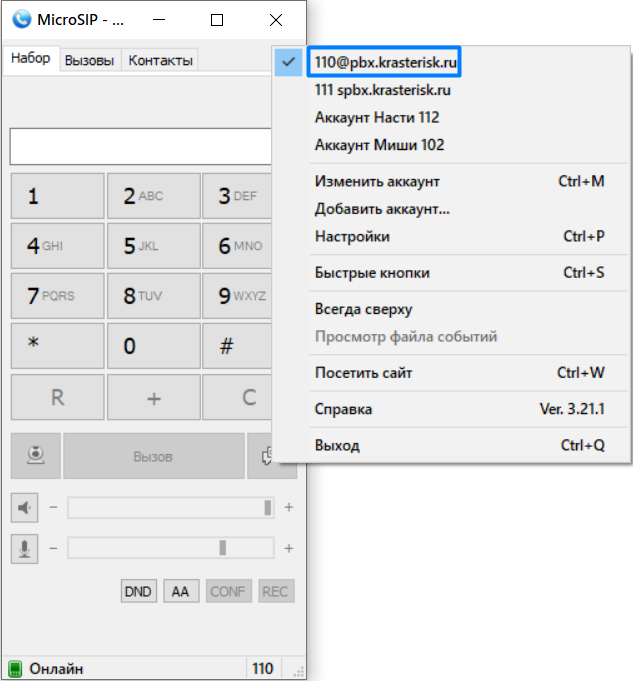 MicroSIP - ...
Набор Вызовы Контакты
110@pbx.krasterisk.ru
111 spbx.krasterisk.ru
Аккаунт Насти 112
Аккаунт Миши 102
Изменить аккаунт Ctrl+M
Добавить аккаунт...
Настройки Ctrl+P
Быстрые кнопки Ctrl+S
Всегда сверху
Просмотр файла событий
Посетить сайт Ctrl+W
Справка Ver. 3.21.1
Выход Ctrl+Q
1 2 ABC 3 DEF
4 GHI 5 JKL 6 MNO
7 PQRS 8 TUV 9 WXYZ
* 0 #
R + C
Вызов
− +
− +
DND AA CONF REC
Онлайн 110